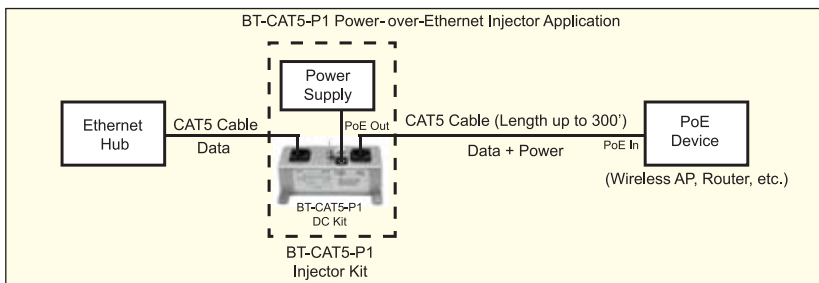 BT-CAT5-P1 Power-over-Ethernet Injector Application
Power
Supply
Ethernet
Hub
CAT5 Cable
Data
PoE Out
CAT5 Cable (Length up to 300’)
Data + Power
PoE In
PoE
Device
(Wireless AP, Router, etc.)
BT-CAT5-P1
DC Kit
BT-CAT5-P1
Injector Kit